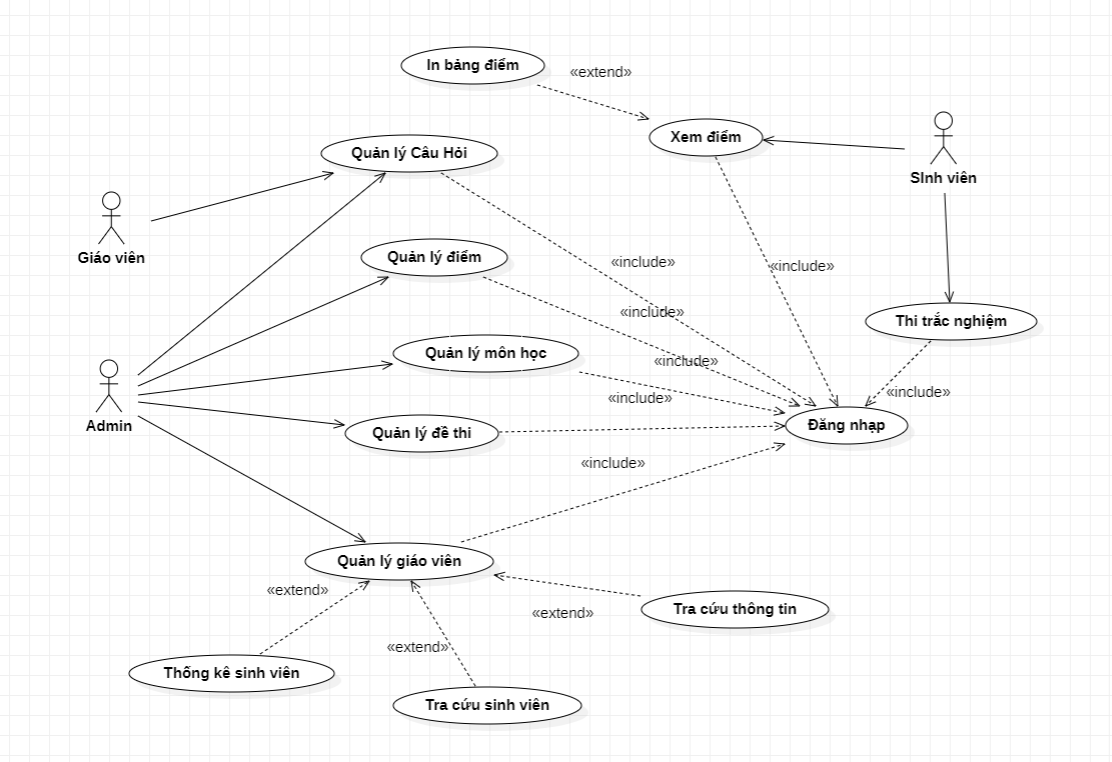 In bảng điểm
«extend»
Xem điểm
Quản lý Câu Hỏi
SInh viên
Giáo viên
Quản lý điểm
«include»
«include»
«include»
Thi trắc nghiệm
Quản lý môn học
«include»
«include»
«include»
Admin
Quản lý đề thi
Đăng nhạp
«include»
Quản lý giáo viên
«extend»
Tra cứu thông tin
«extend»
«extend»
Thống kê sinh viên
Tra cứu sinh viên